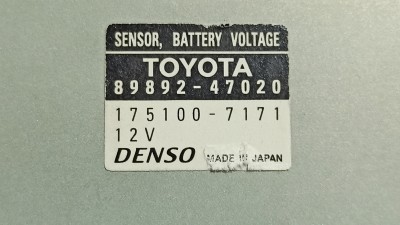 SENSOR, BATTERY VOLTAGE
TOYOTA
89892-47020
175100-7171
12V
DENSO MADE IN JAPAN